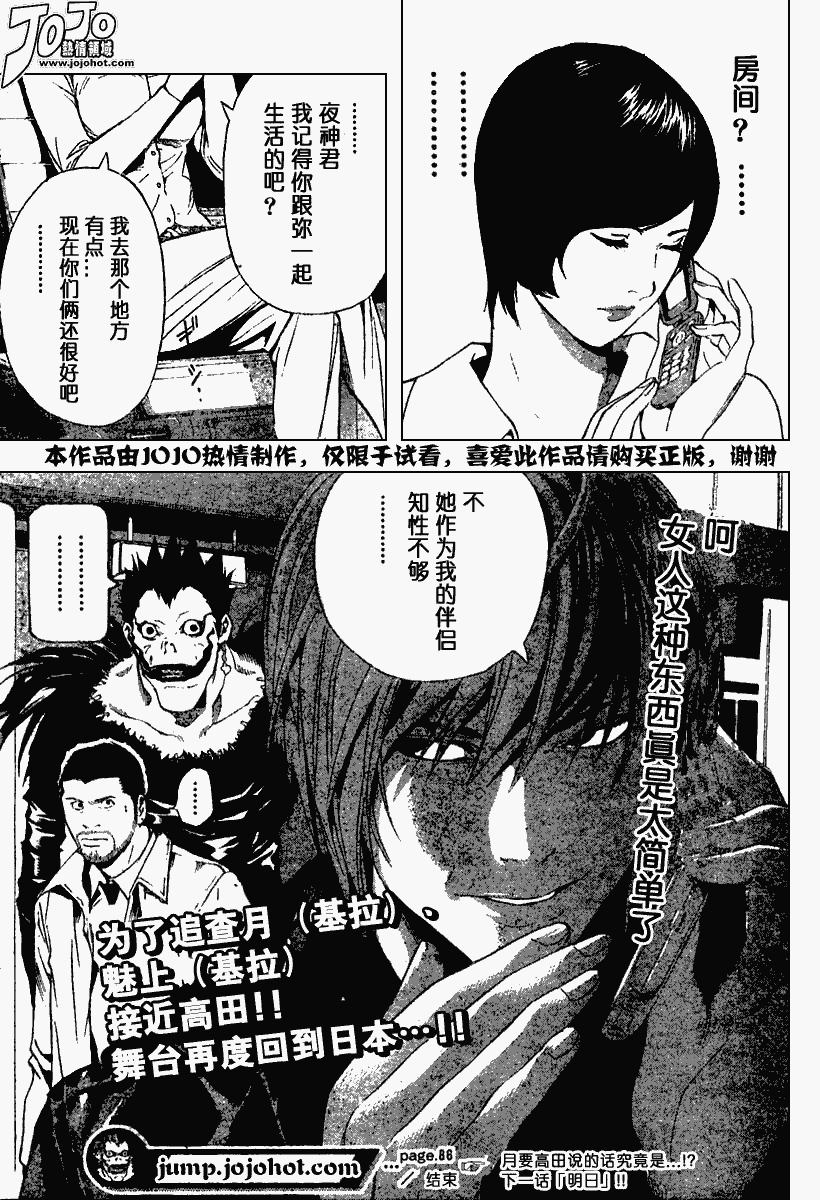 JOJO
熱情領域
www.jojohot.com
房间？
………
………
………
夜神君
我记得你跟弥一起
生活的吧？
………
我去那个地方
有点…
现在你们俩还很好吧
………
本作品由JOJO热情制作，仅限于试看，喜爱此作品请购买正版，谢谢
呵
女人这种东西真是太简单了
不
她作为我的伴侣
知性不够
………
………
………
……
为了追查月（基拉）
魅上（基拉）
接近高田!!
舞台再度回到日本…!!
jump.jojohot.com
…page.86
结束
月要高田说的话究竟是…!?
下一话「明日」!!